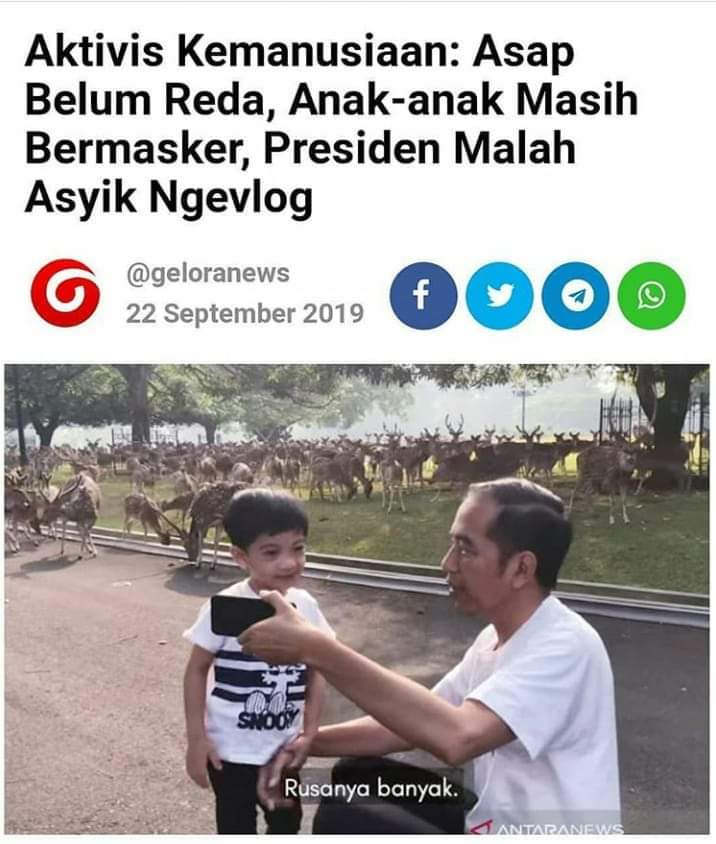 Aktivis Kemanusiaan: Asap
Belum Reda, Anak-anak Masih
Bermasker, Presiden Malah
Asyik Ngevlog
@geloranews
22 September 2019
SNOOPY
Rusanya banyak.
ANTARANEWS